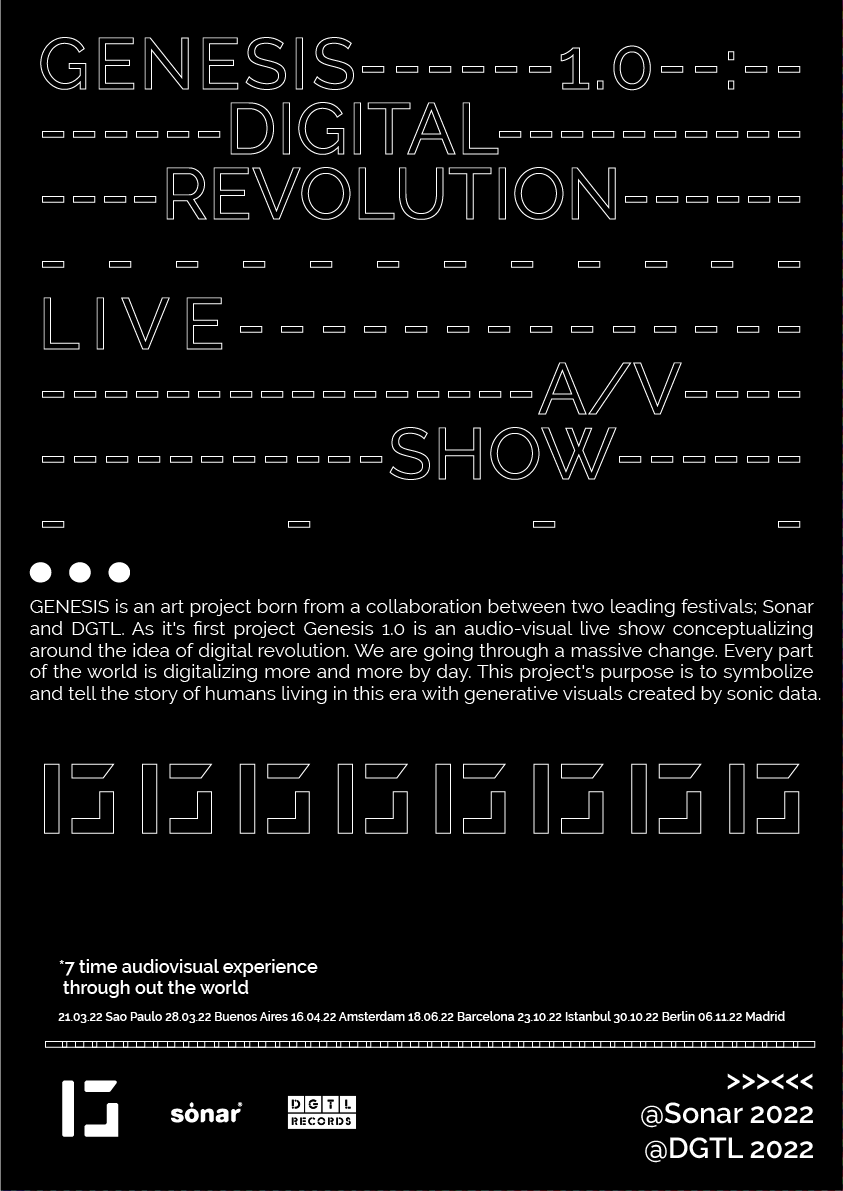 GENESIS------1.0--:--
------DIGITAL----------
----REVOLUTION------
- - - - - - - - - - - -
LIVE--------------
----------------A/V----
-----------SHOW------
- - - -
GENESIS is an art project born from a collaboration between two leading festivals; Sonar
and DGTL. As it's first project Genesis 1.0 is an audio-visual live show conceptualizing
around the idea of digital revolution. We are going through a massive change. Every part
of the world is digitalizing more and more by day. This project's purpose is to symbolize
and tell the story of humans living in this era with generative visuals created by sonic data.
*7 time audiovisual experience
through out the world
21.03.22 Sao Paulo 28.03.22 Buenos Aires 16.04.22 Amsterdam 18.06.22 Barcelona 23.10.22 Istanbul 30.10.22 Berlin 06.11.22 Madrid
>>><<<
@Sonar 2022
@DGTL 2022
sónar
DGTL
RECORDS